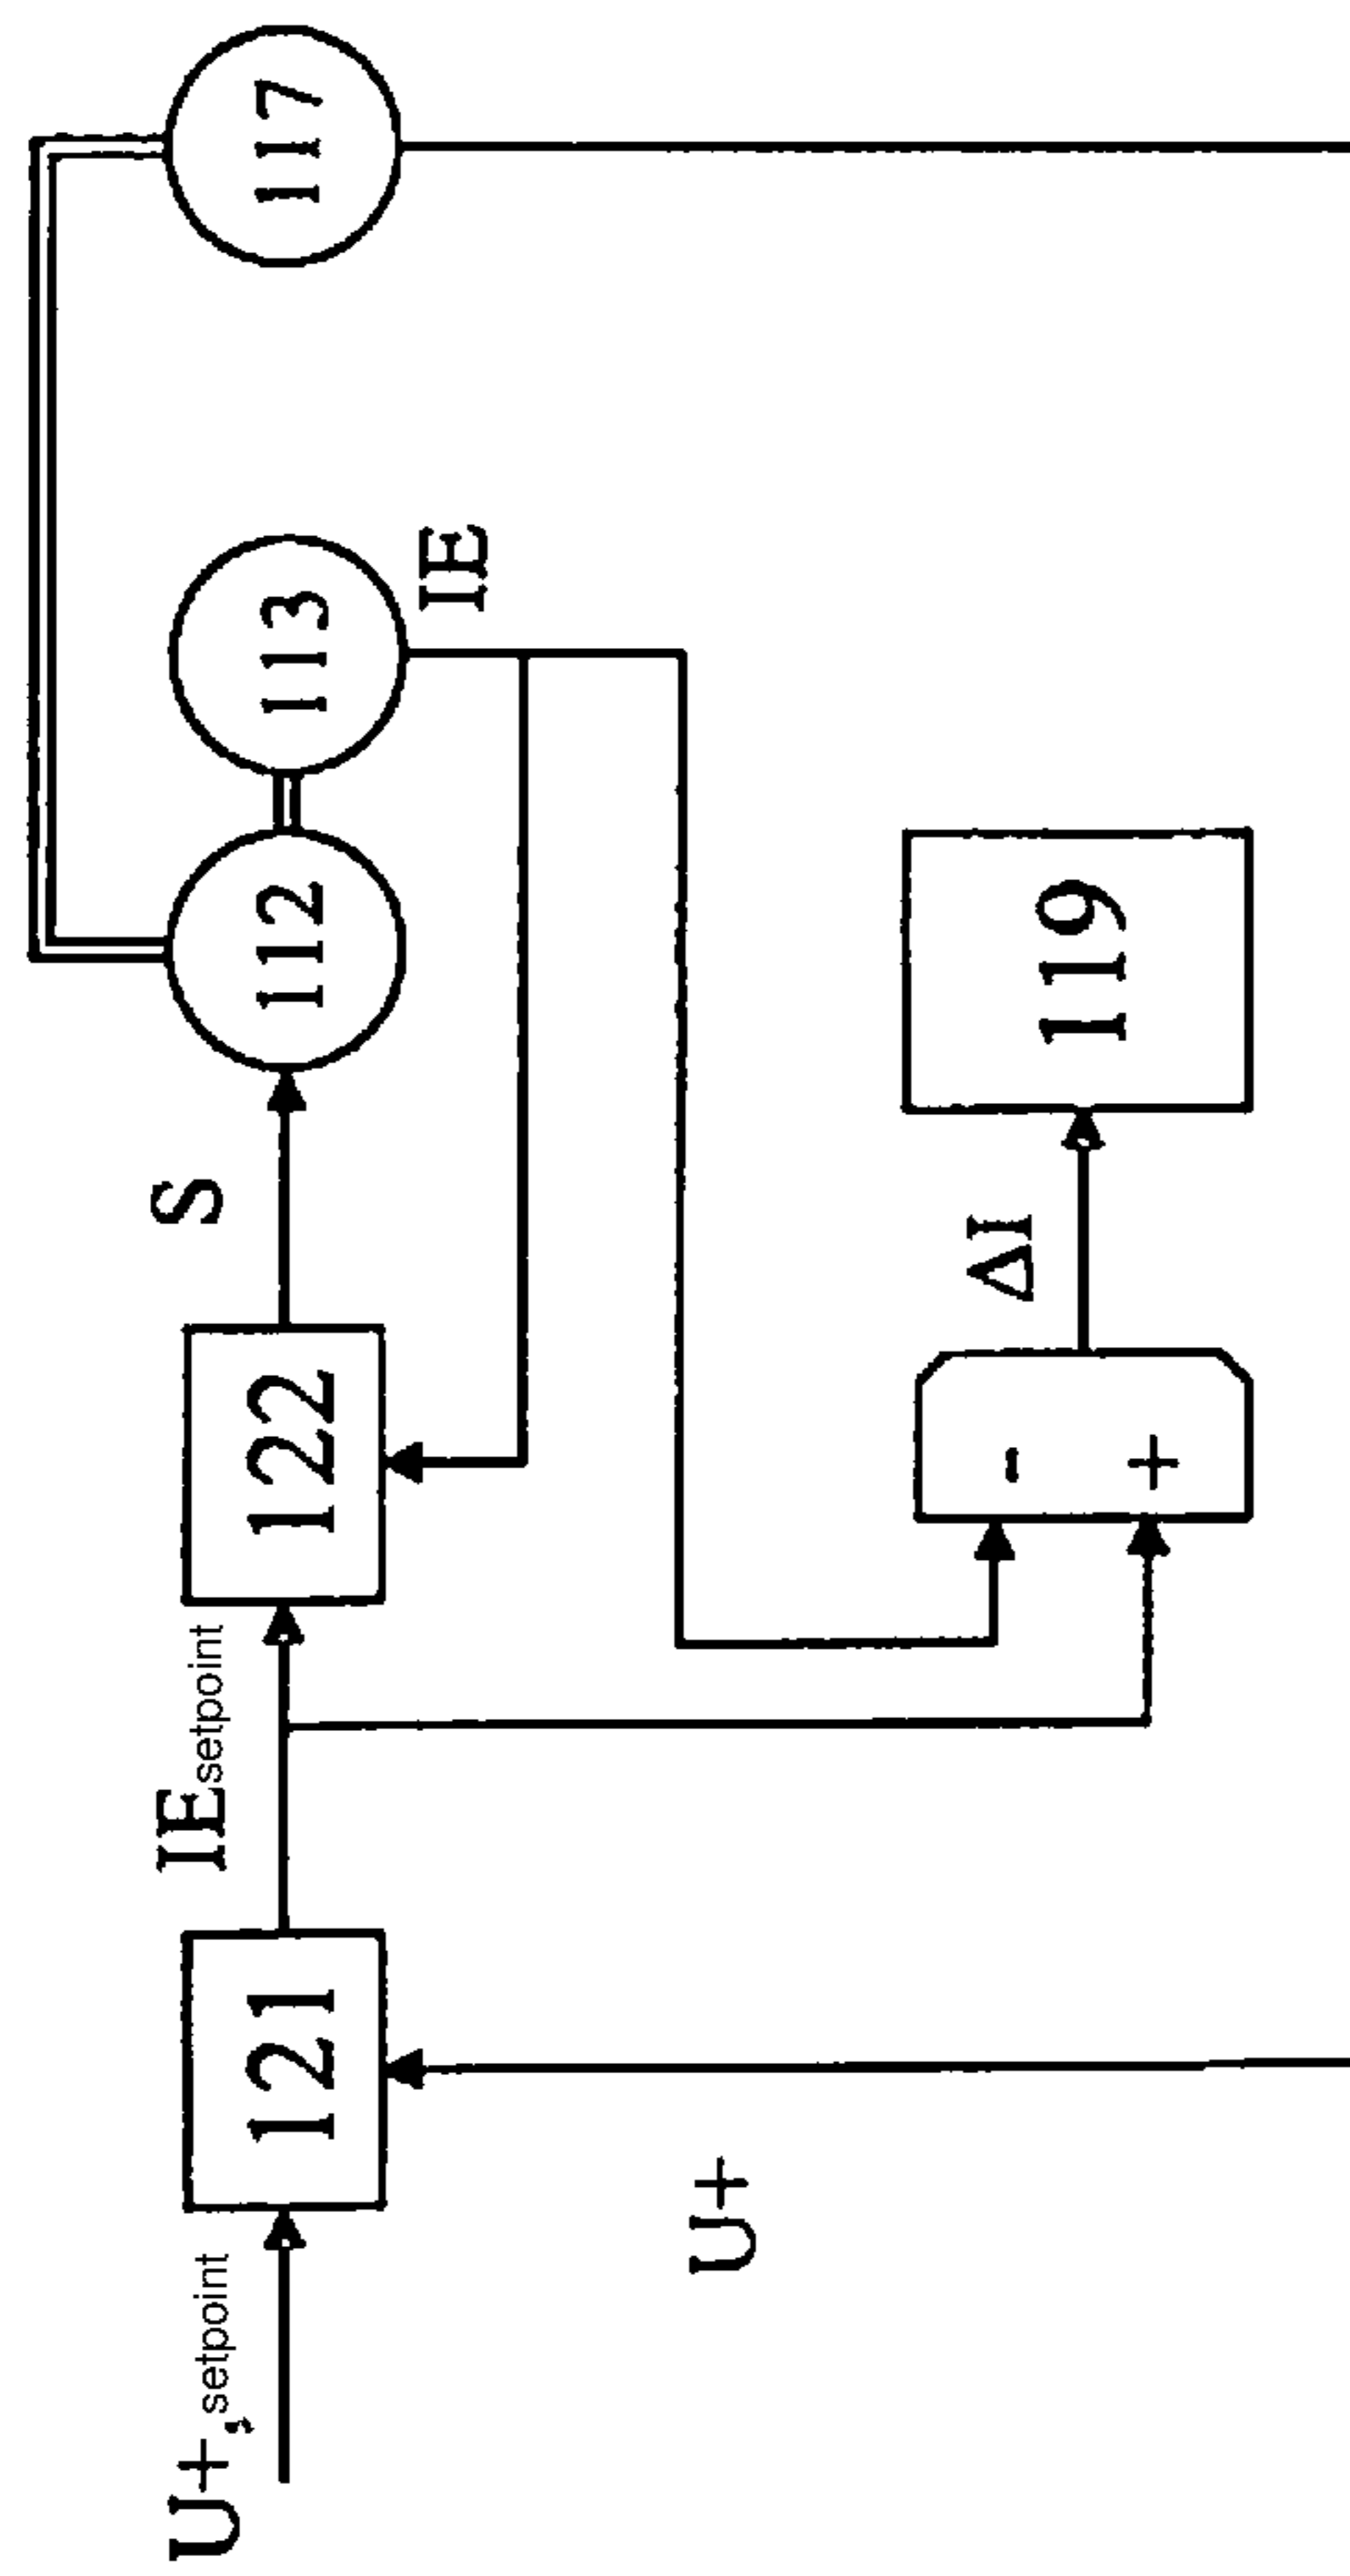 U+,setpoint
121
IEsetpoint
122
S
112
113
117
IE
U+
-
+
ΔI
119